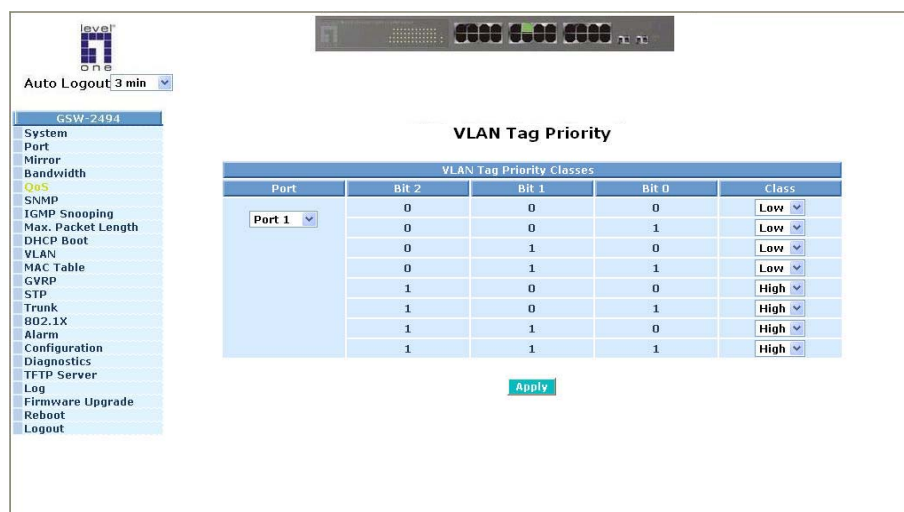 level
one
Auto Logout 3 min
GSW-2494
System
Port
Mirror
Bandwidth
QoS
SNMP
IGMP Snooping
Max. Packet Length
DHCP Boot
VLAN
MAC Table
GVRP
STP
Trunk
802.1X
Alarm
Configuration
Diagnostics
TFTP Server
Log
Firmware Upgrade
Reboot
Logout
VLAN Tag Priority
VLAN Tag Priority Classes
Port Bit 2 Bit 1 Bit 0 Class
Port 1
0 0 0 Low
0 0 1 Low
0 1 0 Low
0 1 1 Low
1 0 0 High
1 0 1 High
1 1 0 High
1 1 1 High
Apply